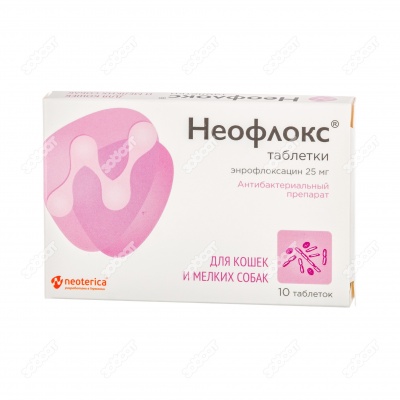 Неофлокс®
таблетки
энрофлоксацин 25 мг
Антибактериальный
препарат
ДЛЯ КОШЕК
И МЕЛКИХ СОБАК
10 таблеток
neoterica